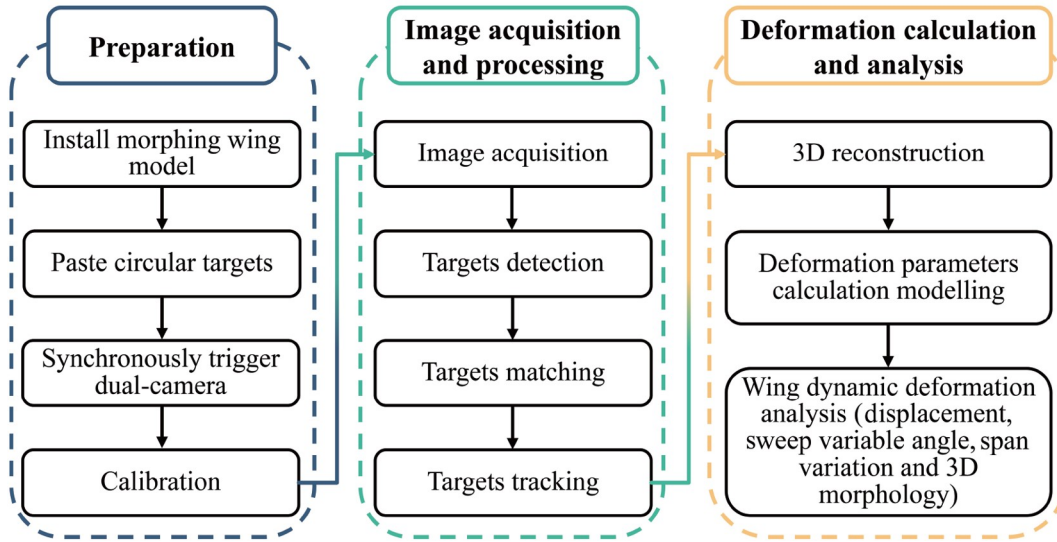 Preparation
Install morphing wing
model
Paste circular targets
Synchronously trigger
dual-camera
Calibration
Image acquisition
and processing
Image acquisition
Targets detection
Targets matching
Targets tracking
Deformation calculation
and analysis
3D reconstruction
Deformation parameters
calculation modelling
Wing dynamic deformation
analysis (displacement,
sweep variable angle, span
variation and 3D
morphology)